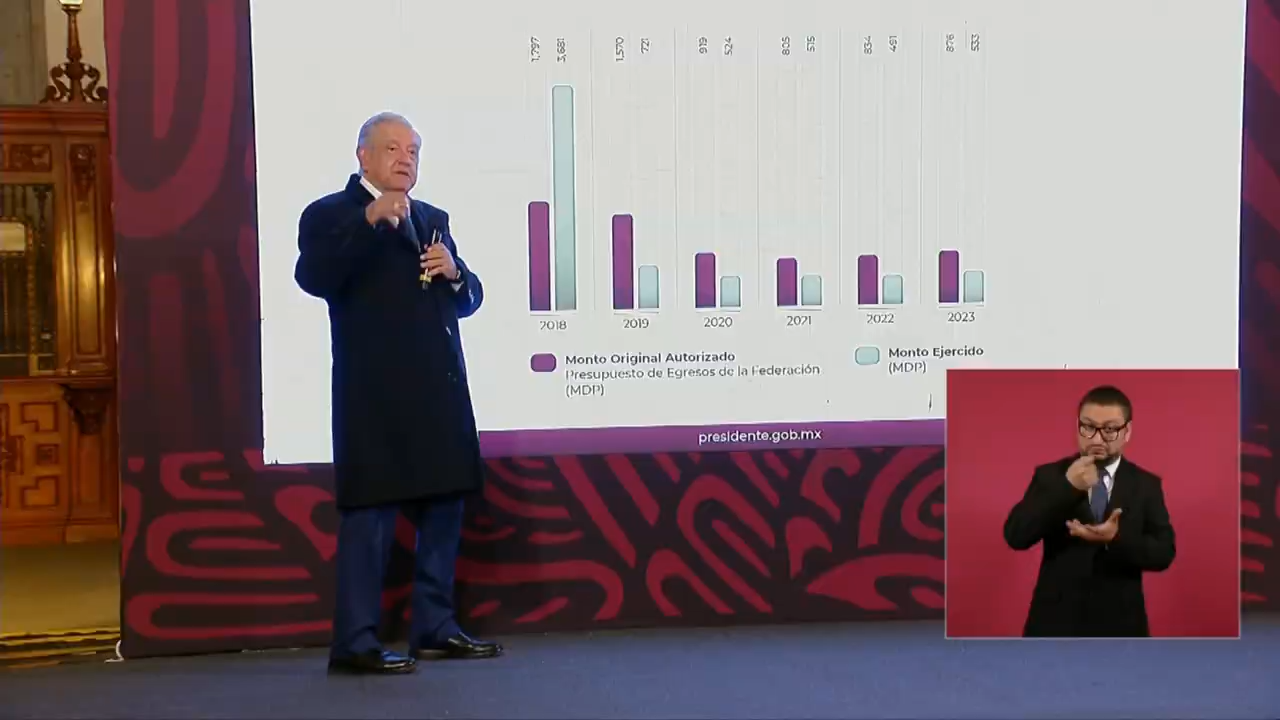 1,797 3,681 1,570 721 919 524 805 515 834 491 876 533
2018 2019 2020 2021 2022 2023
Monto Original Autorizado
Presupuesto de Egresos de la Federación
(MDP)
Monto Ejercido
(MDP)
presidente.gob.mx